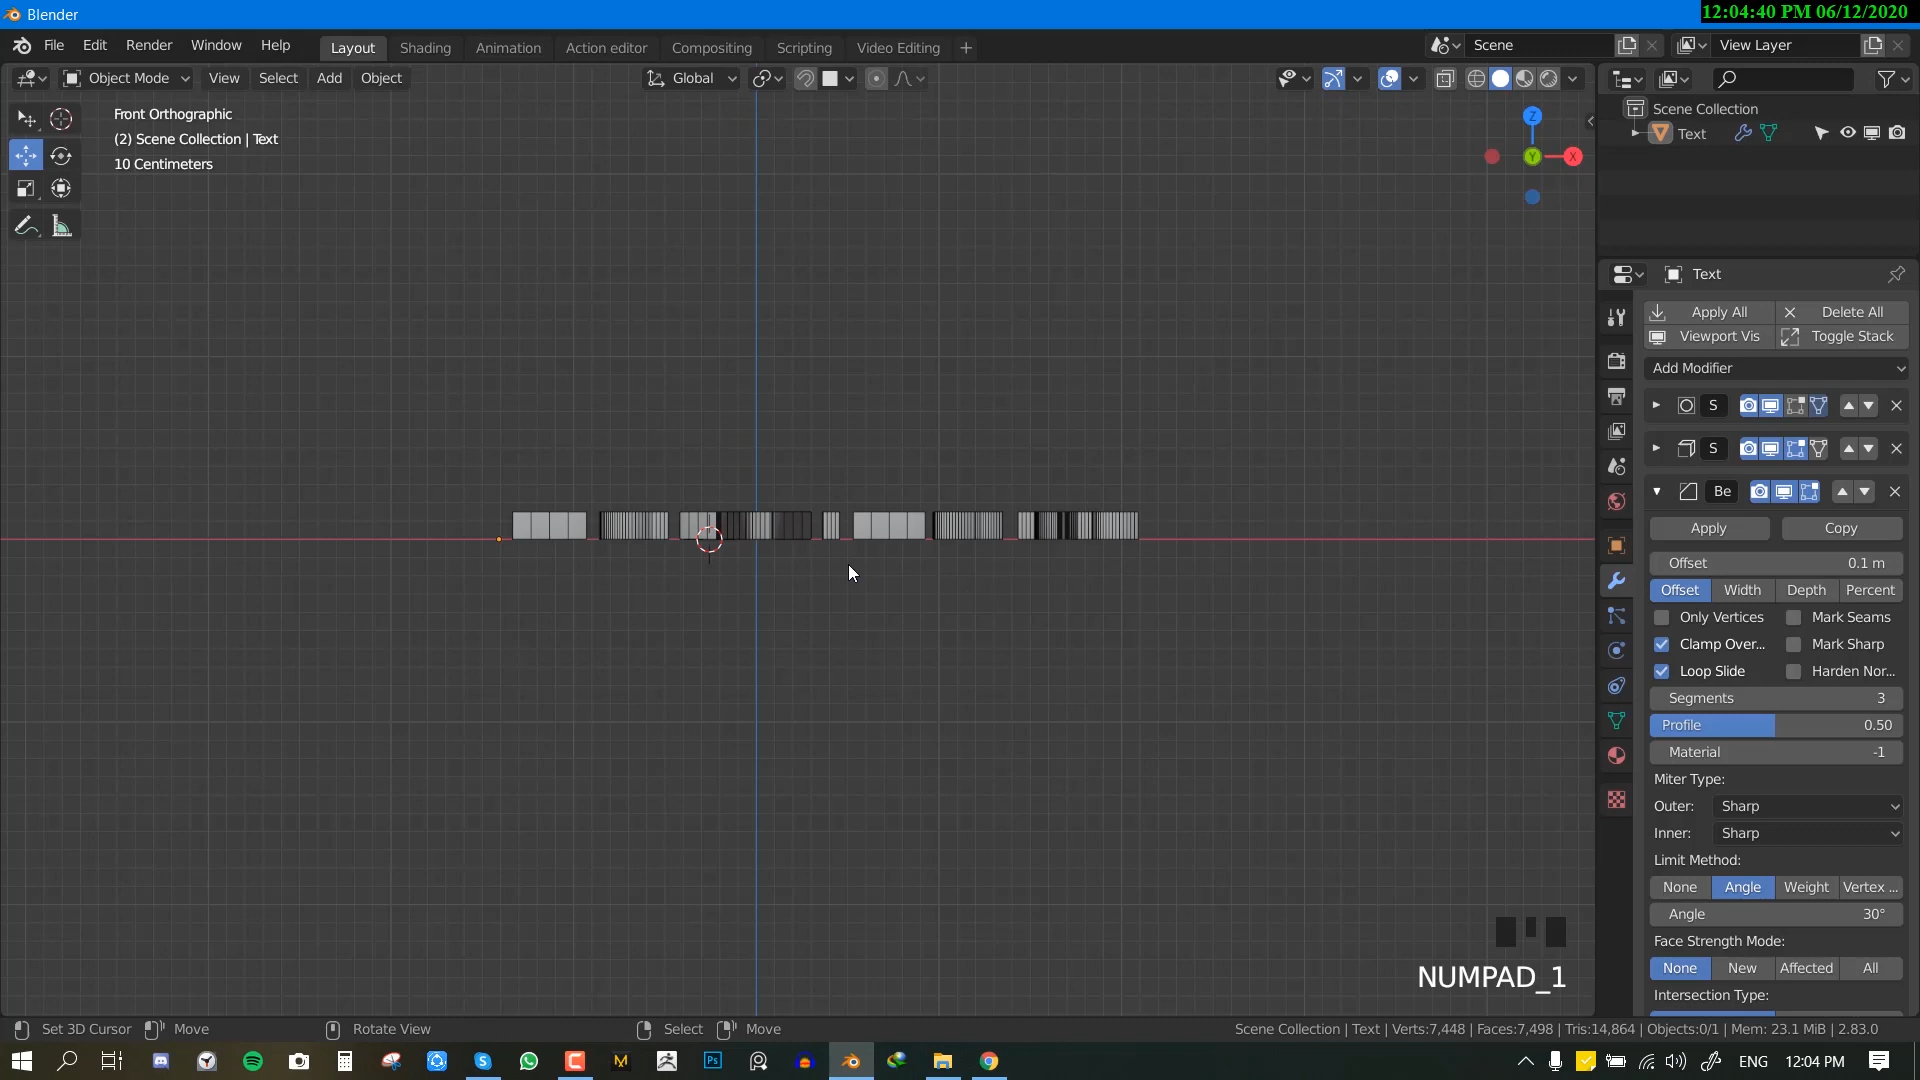 Blender
12:04:40 PM 06/12/2020
File Edit Render Window Help
Layout Shading Animation Action editor Compositing Scripting Video Editing +
Scene
View Layer
Object Mode View Select Add Object
Global
Front Orthographic
(2) Scene Collection | Text
10 Centimeters
Z
Y
X
Scene Collection
Text
Text
Apply All Delete All
Viewport Vis Toggle Stack
Add Modifier
S
S
Be
Apply Copy
Offset 0.1 m
Offset Width Depth Percent
Only Vertices Mark Seams
Clamp Over... Mark Sharp
Loop Slide Harden Nor...
Segments 3
Profile 0.50
Material -1
Miter Type:
Outer: Sharp
Inner: Sharp
Limit Method:
None Angle Weight Vertex ...
Angle 30°
Face Strength Mode:
None New Affected All
Intersection Type:
NUMPAD_1
Set 3D Cursor Move Rotate View Select Move
Scene Collection | Text | Verts:7,448 | Faces:7,498 | Tris:14,864 | Objects:0/1 | Mem: 23.1 MiB | 2.83.0
Ps
ENG 12:04 PM